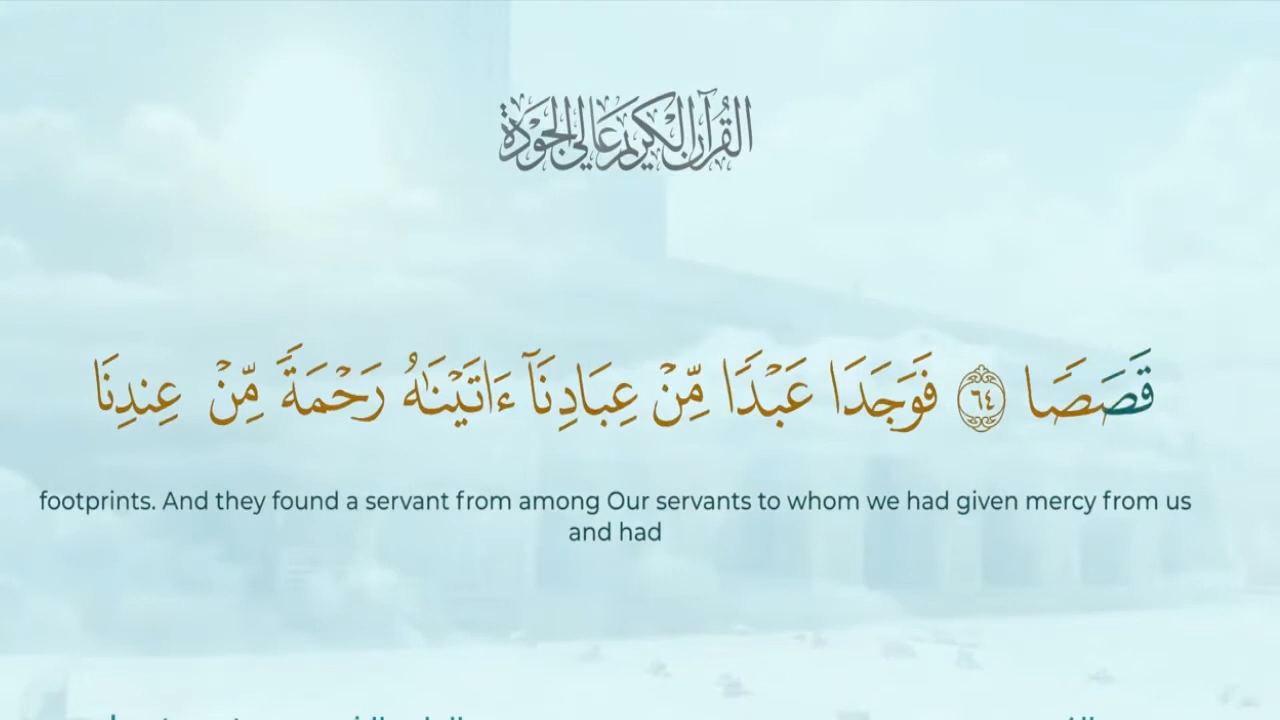 القرآن الكريم عالي الجودة
قَصَصًا ٦٤ فَوَجَدَا عَبْدًا مِّنْ عِبَادِنَآ ءَاتَيْنَٰهُ رَحْمَةً مِّنْ عِندِنَا
footprints. And they found a servant from among Our servants to whom we had given mercy from us
and had